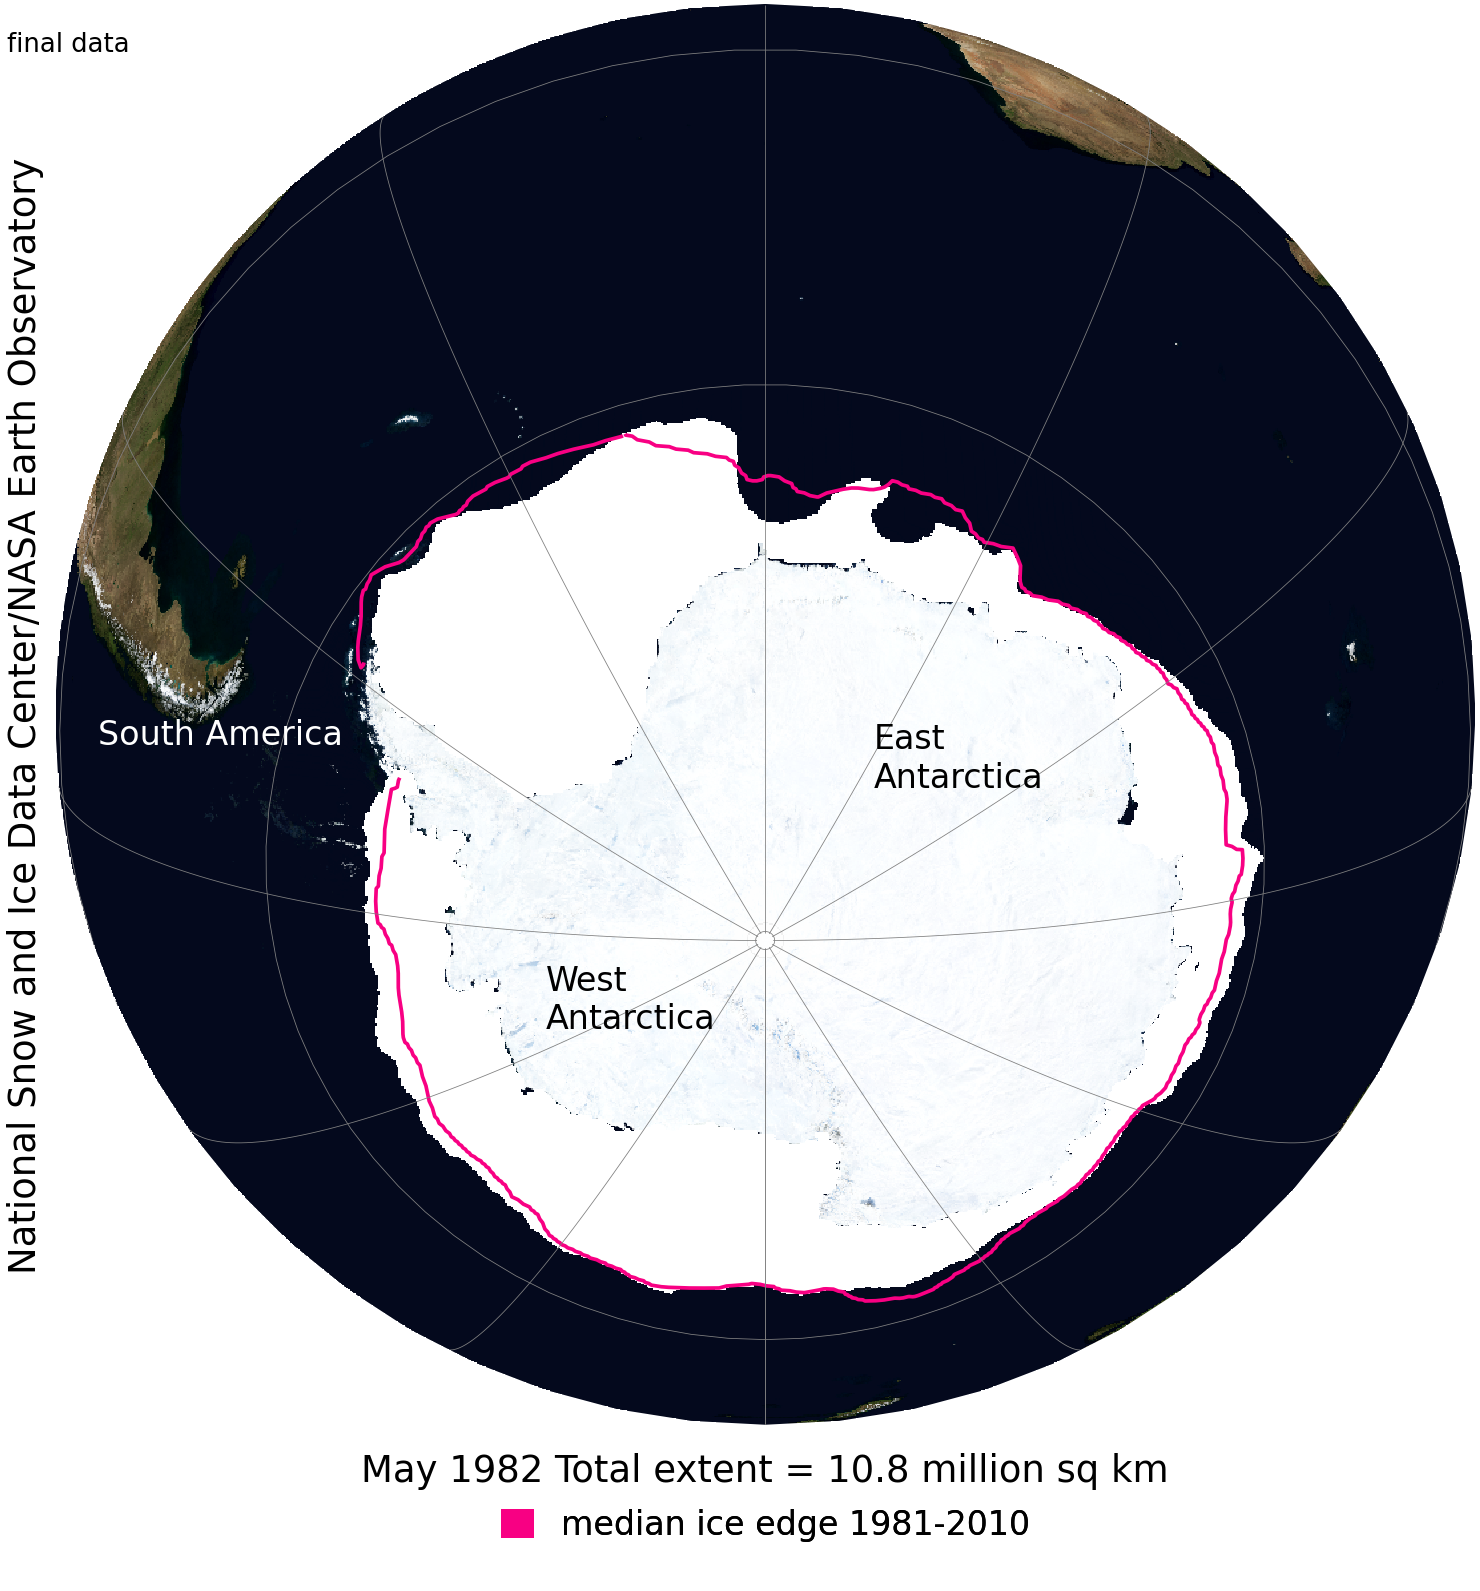 final data
National Snow and Ice Data Center/NASA Earth Observatory
South America
East
Antarctica
West
Antarctica
May 1982 Total extent = 10.8 million sq km
median ice edge 1981-2010